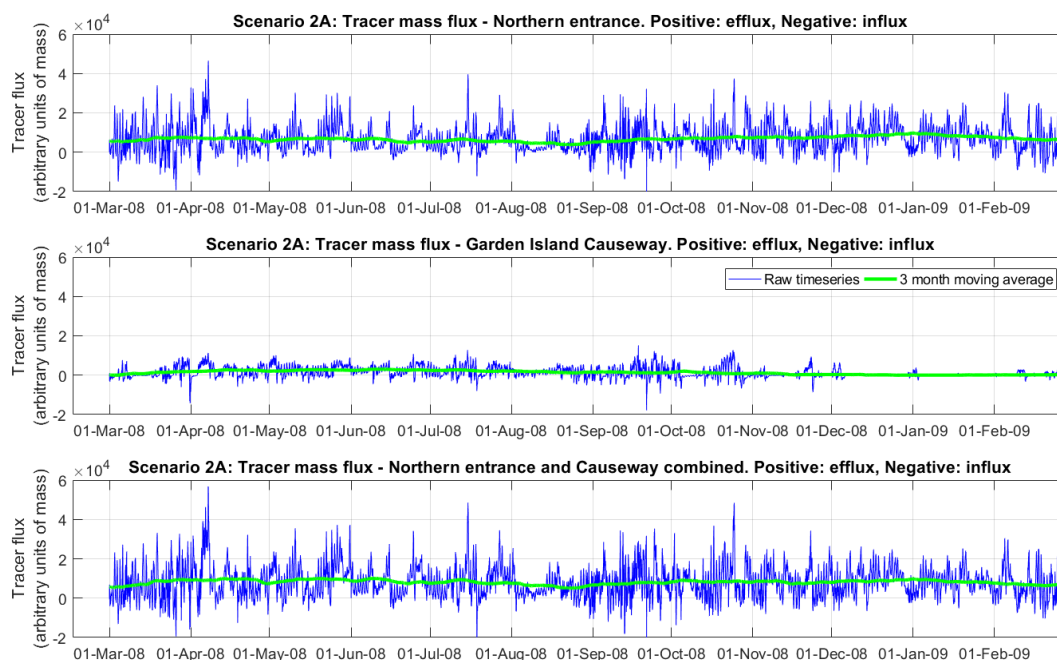 Scenario 2A: Tracer mass flux - Northern entrance. Positive: efflux, Negative: influx
×10⁴
Tracer flux
(arbitrary units of mass)
6
4
2
0
-2
01-Mar-08 01-Apr-08 01-May-08 01-Jun-08 01-Jul-08 01-Aug-08 01-Sep-08 01-Oct-08 01-Nov-08 01-Dec-08 01-Jan-09 01-Feb-09
Scenario 2A: Tracer mass flux - Garden Island Causeway. Positive: efflux, Negative: influx
×10⁴
Tracer flux
(arbitrary units of mass)
6
4
2
0
-2
Raw timeseries 3 month moving average
01-Mar-08 01-Apr-08 01-May-08 01-Jun-08 01-Jul-08 01-Aug-08 01-Sep-08 01-Oct-08 01-Nov-08 01-Dec-08 01-Jan-09 01-Feb-09
Scenario 2A: Tracer mass flux - Northern entrance and Causeway combined. Positive: efflux, Negative: influx
×10⁴
Tracer flux
(arbitrary units of mass)
6
4
2
0
-2
01-Mar-08 01-Apr-08 01-May-08 01-Jun-08 01-Jul-08 01-Aug-08 01-Sep-08 01-Oct-08 01-Nov-08 01-Dec-08 01-Jan-09 01-Feb-09